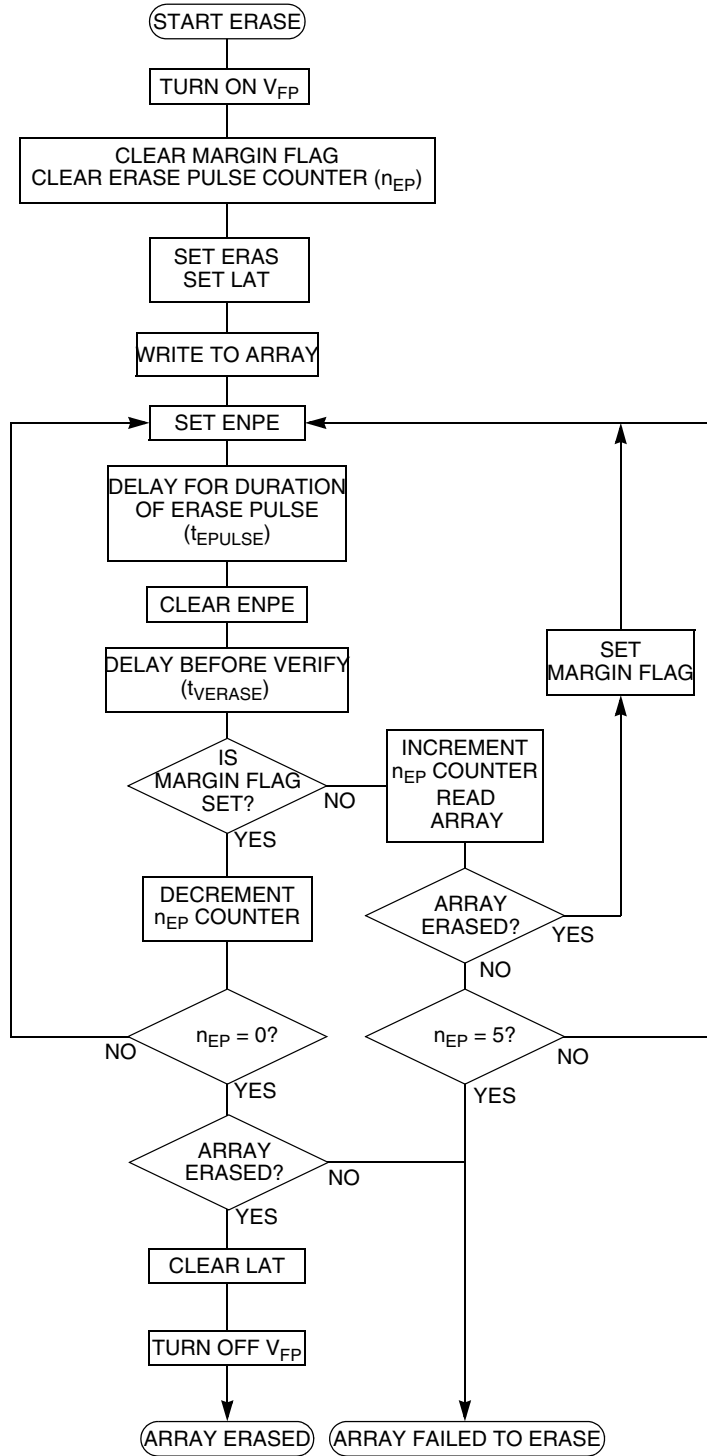 START ERASE
TURN ON VFP
CLEAR MARGIN FLAG
CLEAR ERASE PULSE COUNTER (nEP)
SET ERAS
SET LAT
WRITE TO ARRAY
SET ENPE
DELAY FOR DURATION
OF ERASE PULSE
(tEPULSE)
CLEAR ENPE
DELAY BEFORE VERIFY
(tVERASE)
SET
MARGIN FLAG
IS
MARGIN FLAG
SET?
NO
YES
INCREMENT
nEP COUNTER
READ
ARRAY
DECREMENT
nEP COUNTER
ARRAY
ERASED?
YES
NO
nEP = 0?
NO
YES
nEP = 5?
NO
YES
ARRAY
ERASED?
NO
YES
CLEAR LAT
TURN OFF VFP
ARRAY ERASED
ARRAY FAILED TO ERASE